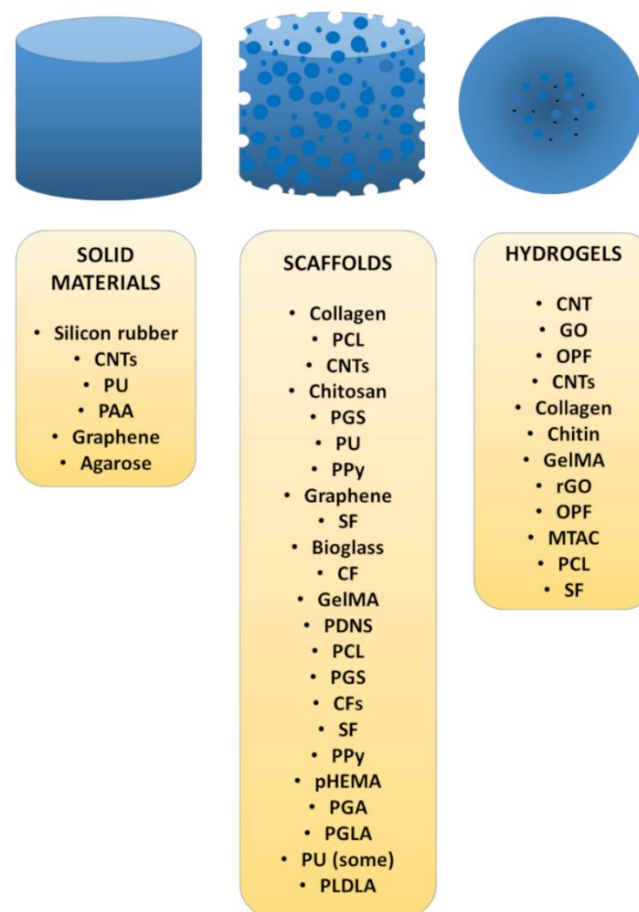 SOLID
MATERIALS
• Silicon rubber
• CNTs
• PU
• PAA
• Graphene
• Agarose
SCAFFOLDS
• Collagen
• PCL
• CNTs
• Chitosan
• PGS
• PU
• PPy
• Graphene
• SF
• Bioglass
• CF
• GelMA
• PDNS
• PCL
• PGS
• CFs
• SF
• PPy
• pHEMA
• PGA
• PGLA
• PU (some)
• PLDLA
HYDROGELS
• CNT
• GO
• OPF
• CNTs
• Collagen
• Chitin
• GelMA
• rGO
• OPF
• MTAC
• PCL
• SF